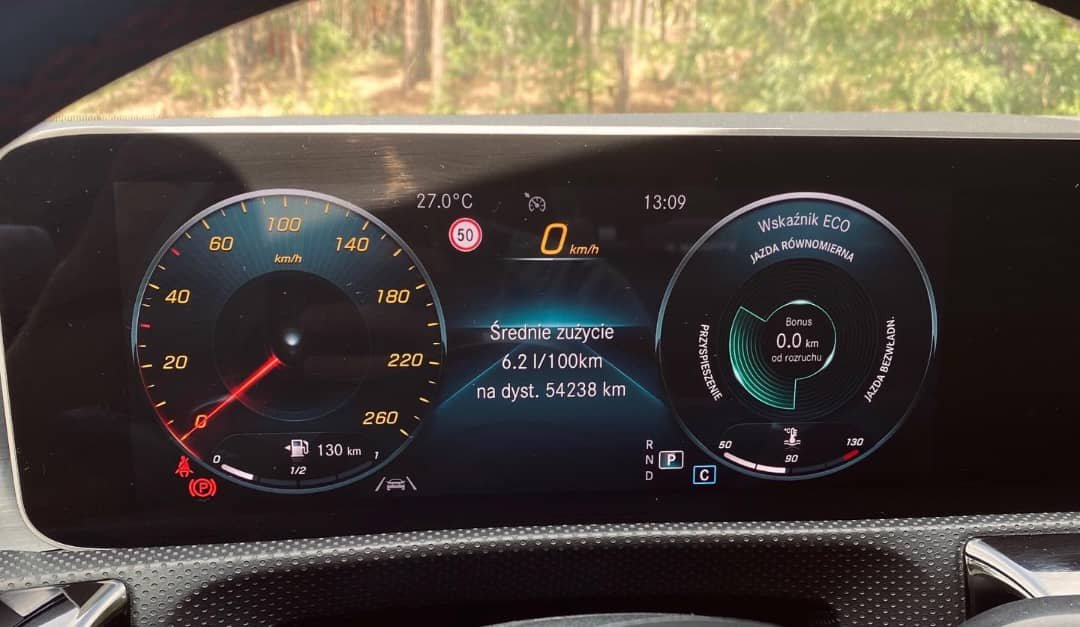 27.0°C
13:09
50
0 km/h
0
20
40
60
100
140
180
220
260
km/h
Średnie zużycie
6.2 l/100km
na dyst. 54238 km
Wskaźnik ECO
JAZDA RÓWNOMIERNA
PRZYSPIESZENIE
JAZDA BEZWŁADN.
Bonus
0.0 km
od rozruchu
130 km
0
1/2
1
P
R
N
P
D
C
°C
50
90
130